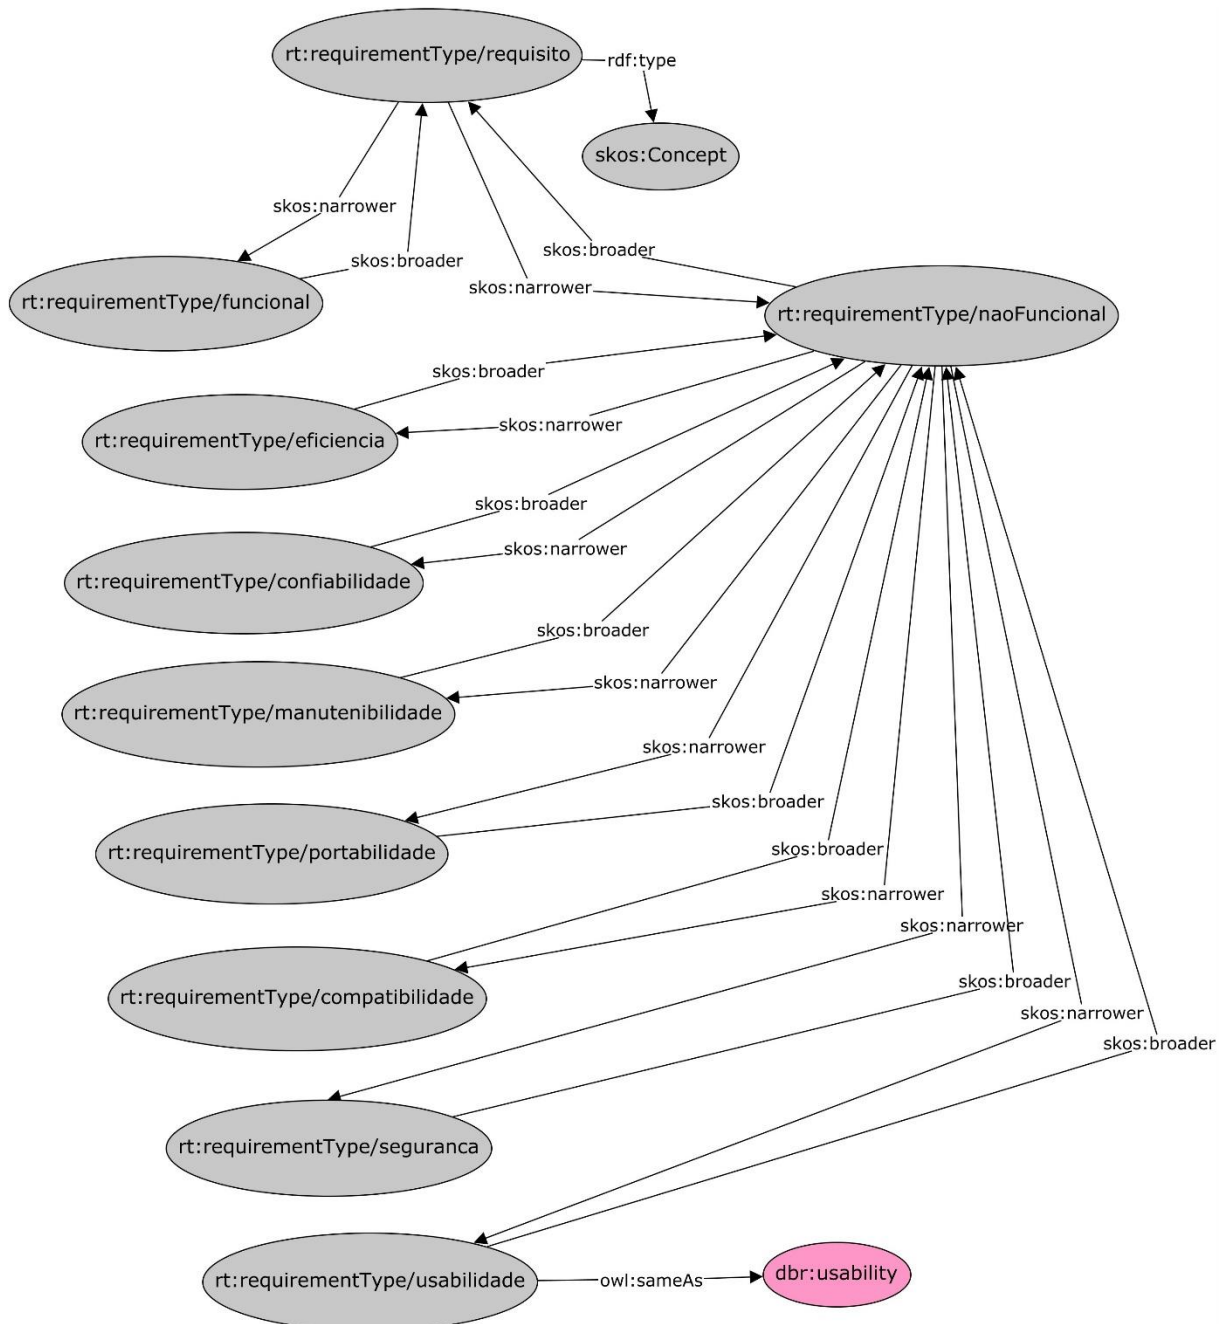 rt:requirementType/requisito
rdf:type
skos:Concept
skos:narrower
skos:broader
skos:broader
skos:narrower
rt:requirementType/funcional
rt:requirementType/naoFuncional
skos:broader
skos:narrower
rt:requirementType/eficiencia
skos:broader
skos:narrower
rt:requirementType/confiabilidade
skos:broader
skos:narrower
rt:requirementType/manutenibilidade
skos:narrower
skos:broader
rt:requirementType/portabilidade
skos:broader
skos:narrower
skos:narrower
skos:broader
rt:requirementType/compatibilidade
skos:narrower
skos:broader
rt:requirementType/seguranca
rt:requirementType/usabilidade
owl:sameAs
dbr:usability